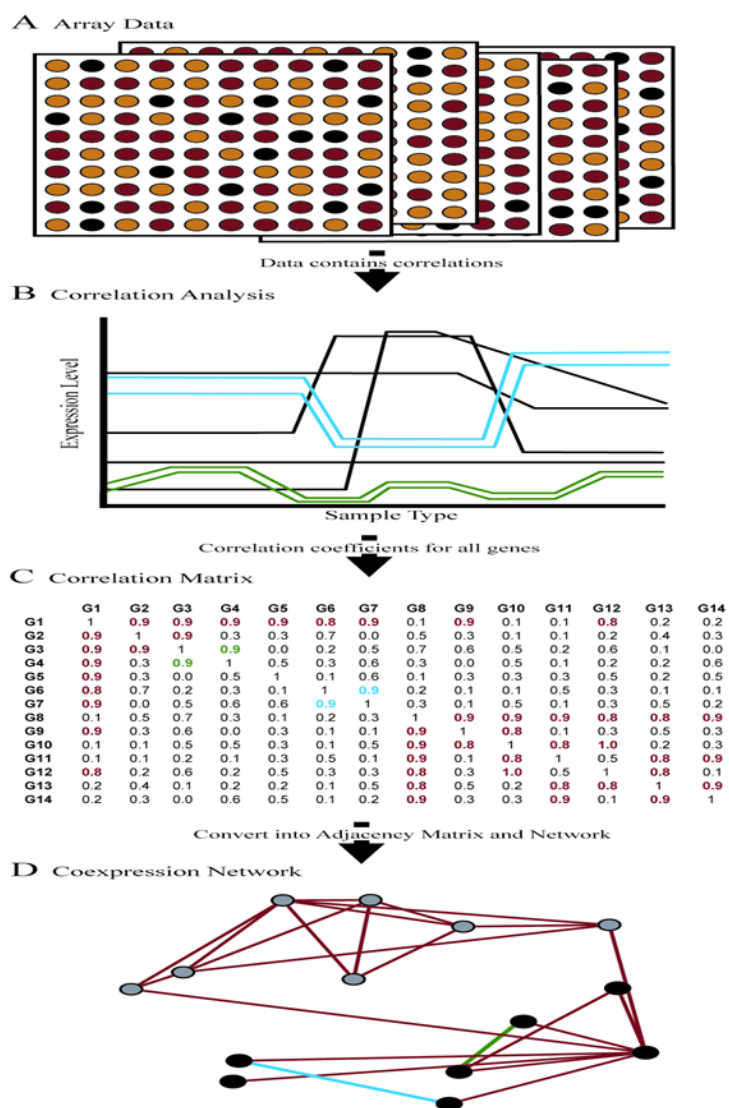 A Array Data
Data contains correlations
B Correlation Analysis
Expression Level
Sample Type
Correlation coefficients for all genes
C Correlation Matrix
G1 G2 G3 G4 G5 G6 G7 G8 G9 G10 G11 G12 G13 G14
G1 1 0.9 0.9 0.9 0.9 0.8 0.9 0.1 0.9 0.1 0.1 0.8 0.2 0.2
G2 0.9 1 0.9 0.3 0.3 0.7 0.0 0.5 0.3 0.1 0.1 0.2 0.4 0.3
G3 0.9 0.9 1 0.9 0.0 0.2 0.5 0.7 0.6 0.5 0.2 0.6 0.1 0.0
G4 0.9 0.3 0.9 1 0.5 0.3 0.6 0.3 0.0 0.5 0.1 0.2 0.2 0.6
G5 0.9 0.3 0.0 0.5 1 0.1 0.6 0.1 0.3 0.3 0.3 0.5 0.2 0.5
G6 0.8 0.7 0.2 0.3 0.1 1 0.9 0.2 0.1 0.1 0.5 0.3 0.1 0.1
G7 0.9 0.0 0.5 0.6 0.6 0.9 1 0.3 0.1 0.5 0.1 0.3 0.5 0.2
G8 0.1 0.5 0.7 0.3 0.1 0.2 0.3 1 0.9 0.9 0.9 0.8 0.8 0.9
G9 0.9 0.3 0.6 0.0 0.3 0.1 0.1 0.9 1 0.8 0.1 0.3 0.5 0.3
G10 0.1 0.1 0.5 0.5 0.3 0.1 0.5 0.9 0.8 1 0.8 1.0 0.2 0.3
G11 0.1 0.1 0.2 0.1 0.3 0.5 0.1 0.9 0.1 0.8 1 0.5 0.8 0.9
G12 0.8 0.2 0.6 0.2 0.5 0.3 0.3 0.8 0.3 1.0 0.5 1 0.8 0.1
G13 0.2 0.4 0.1 0.2 0.2 0.1 0.5 0.8 0.5 0.2 0.8 0.8 1 0.9
G14 0.2 0.3 0.0 0.6 0.5 0.1 0.2 0.9 0.3 0.3 0.9 0.1 0.9 1
Convert into Adjacency Matrix and Network
D Coexpression Network